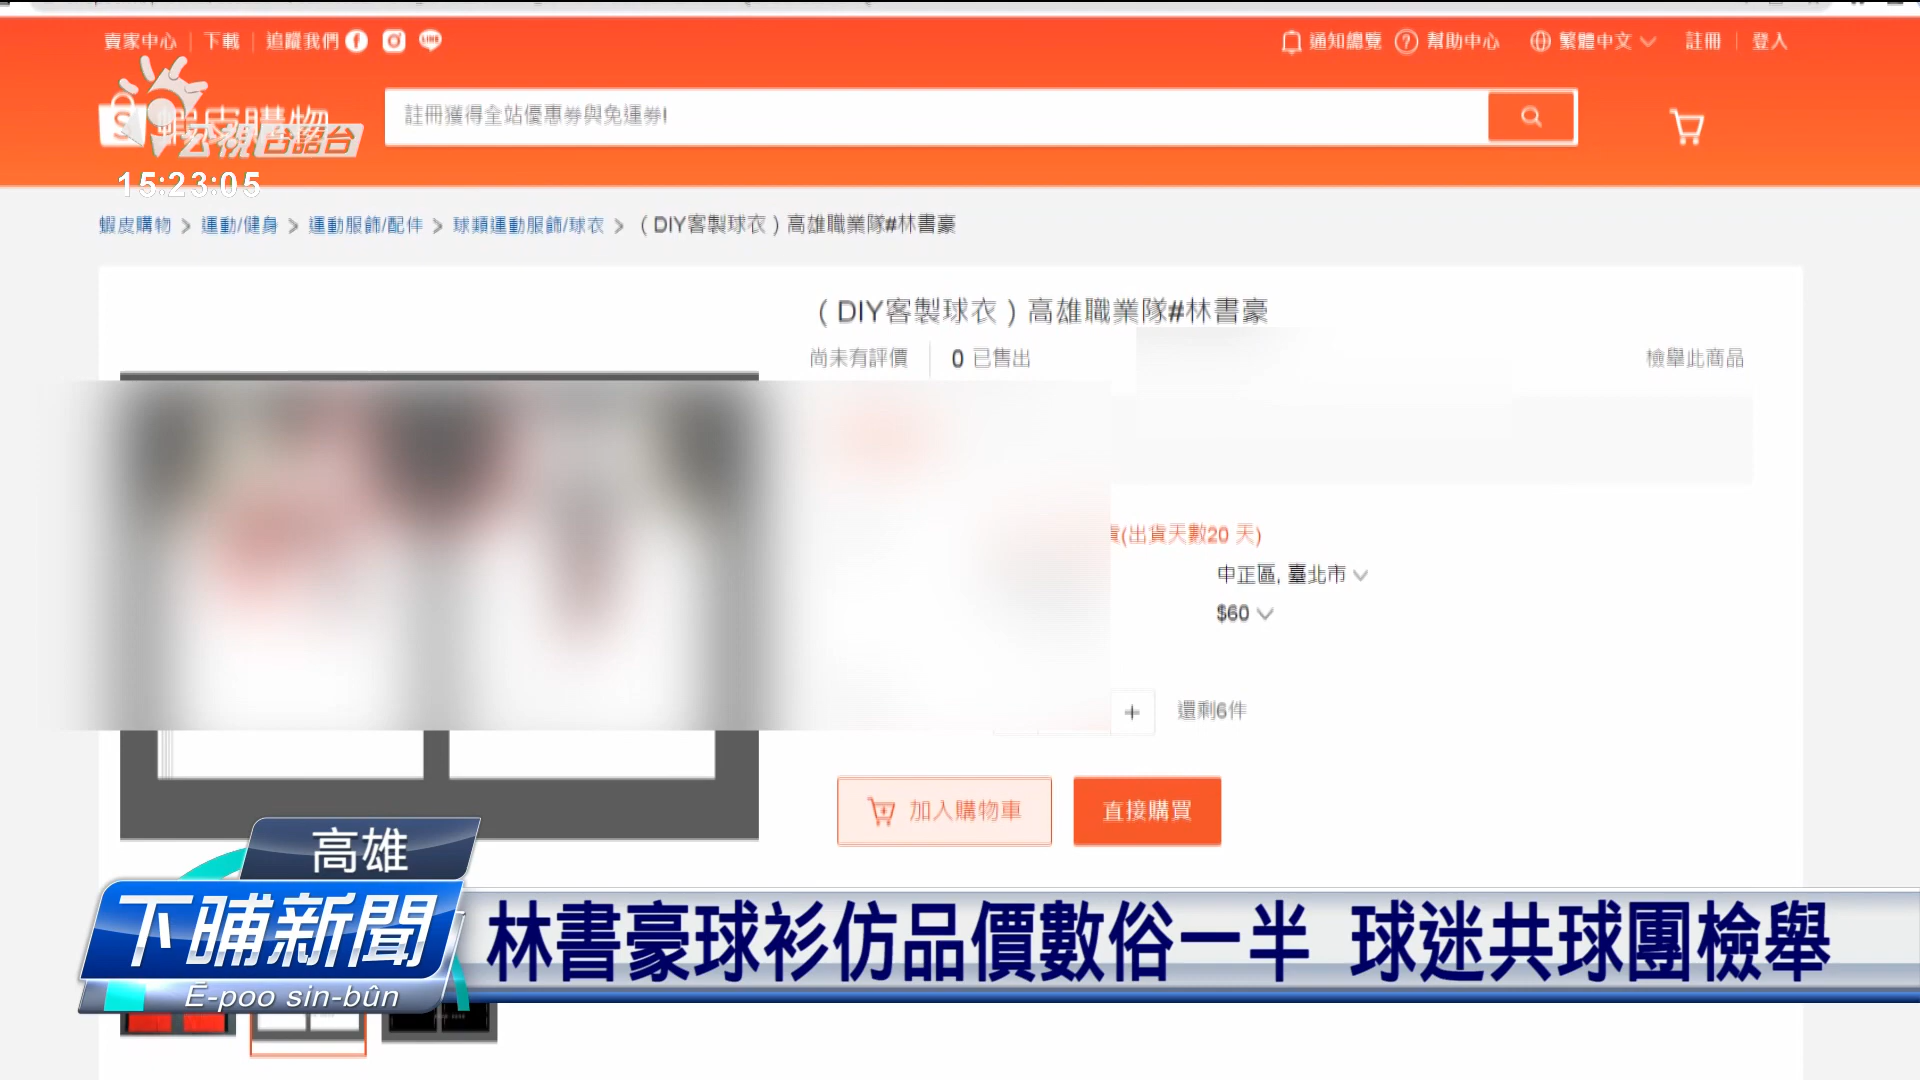 賣家中心 下載 追蹤我們
通知總覽 幫助中心 繁體中文 註冊 登入
蝦皮購物
註冊獲得全站優惠券與免運券!
公視台語台
15:23:05
蝦皮購物 > 運動/健身 > 運動服飾/配件 > 球類運動服飾/球衣 > (DIY客製球衣)高雄職業隊#林書豪
(DIY客製球衣)高雄職業隊#林書豪
尚未有評價 0 已售出 檢舉此商品
貨(出貨天數20 天)
中正區, 臺北市
$60
+ 還剩6件
加入購物車 直接購買
高雄
下晡新聞
Ē-poo sin-bûn
林書豪球衫仿品價數俗一半 球迷共球團檢舉